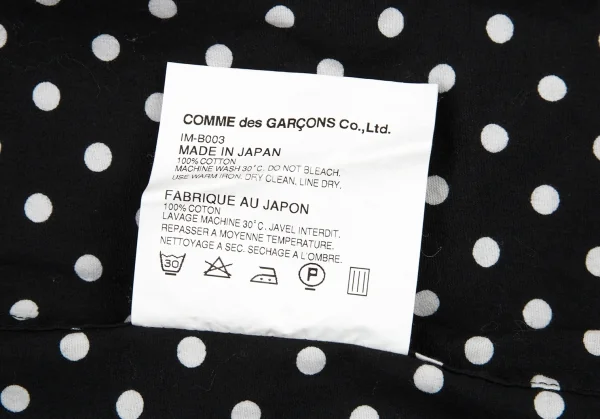 COMME des GARÇONS Co.,Ltd.
IM-B003
MADE IN JAPAN
100% COTTON
MACHINE WASH 30°C. DO NOT BLEACH.
USE WARM IRON. DRY CLEAN. LINE DRY.
FABRIQUE AU JAPON
100% COTON
LAVAGE MACHINE 30°C. JAVEL INTERDIT.
REPASSER A MOYENNE TEMPERATURE.
NETTOYAGE A SEC. SECHAGE A L'OMBRE.
30 P